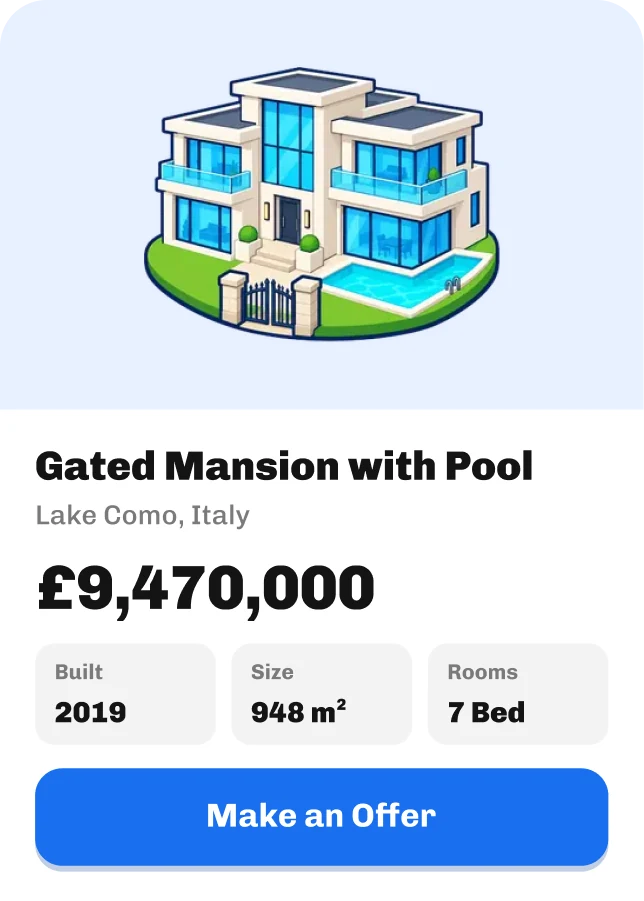 Gated Mansion with Pool
Lake Como, Italy
£9,470,000
Built
2019
Size
948 m²
Rooms
7 Bed
Make an Offer